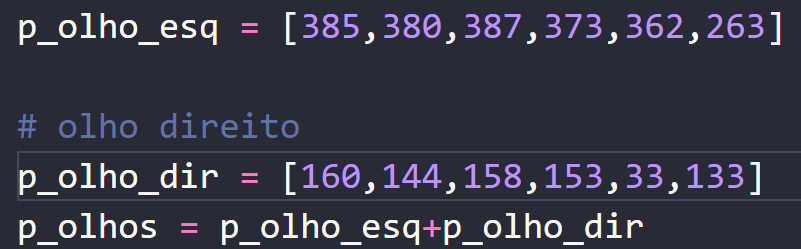 p_olho_esq = [385,380,387,373,362,263]
# olho direito
p_olho_dir = [160,144,158,153,33,133]
p_olhos = p_olho_esq+p_olho_dir